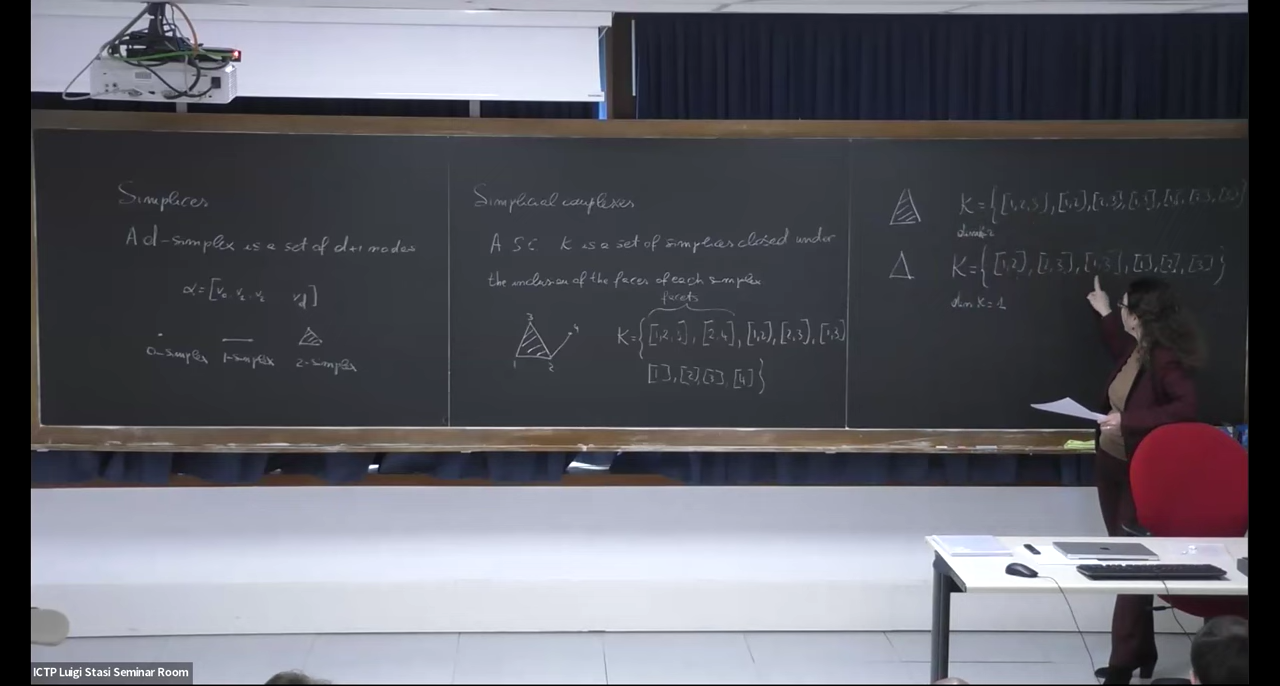 Simplices
A d-simplex is a set of d+1 nodes
α = [v₀, v₁, v₂ v_d]
0-simplex 1-simplex 2-simplex
Simplicial complexes
A SC K is a set of simplices closed under
the inclusion of the faces of each simplex
facets
3 4
K={[1,2,3], [2,4], [1,2], [2,3], [1,3]
1 2
[1], [2] [3], [4]}
K={[1,2,3], [1,2], [2,3], [1,3],
K={[1,2], [1,3], [2,3], [1], [2], [3]}
dim K = 1
ICTP Luigi Stasi Seminar Room